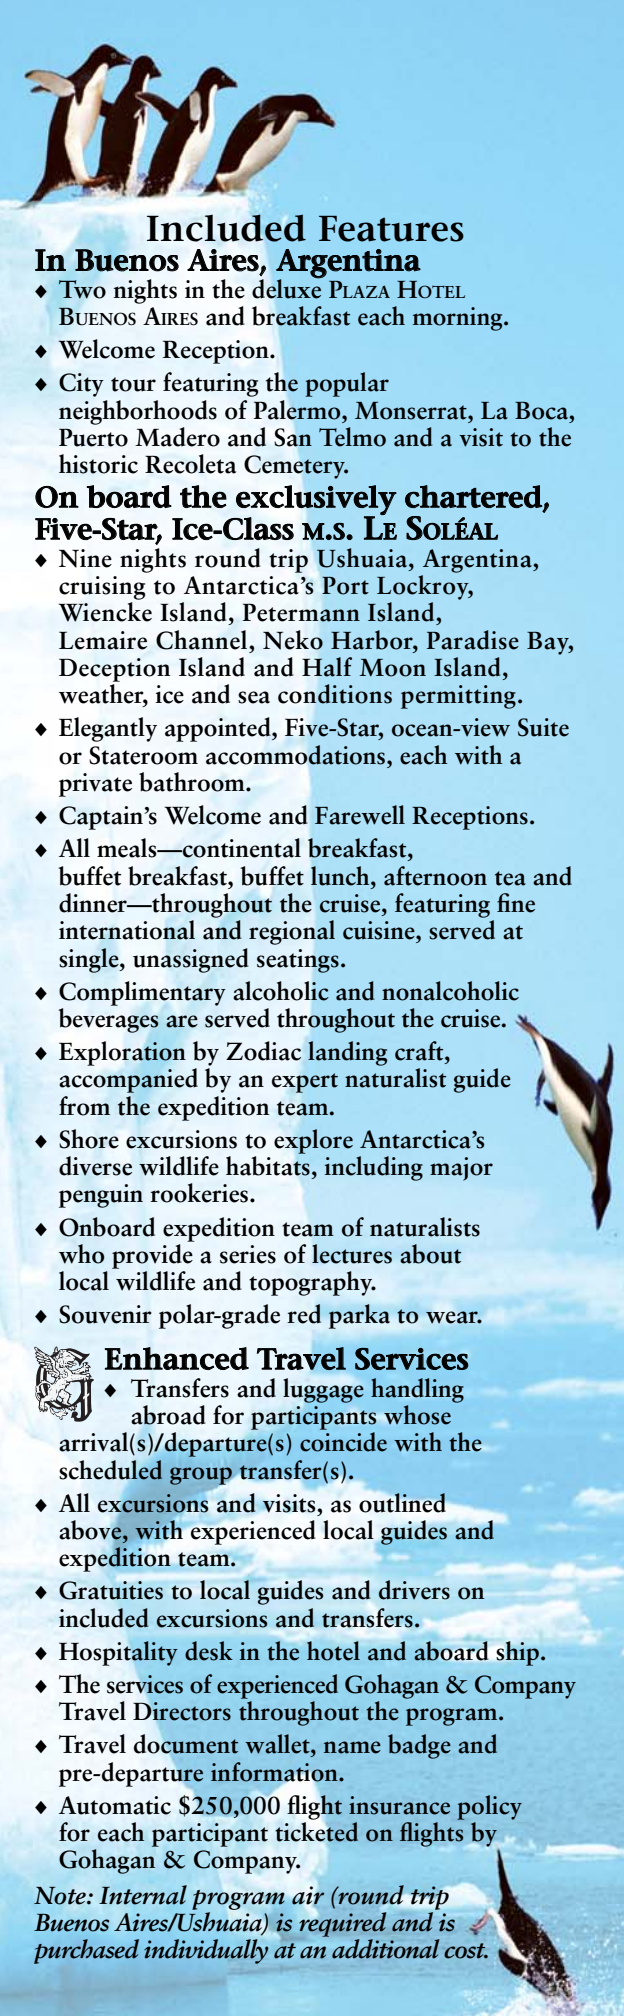 Included Features
In Buenos Aires, Argentina
◆ Two nights in the deluxe PLAZA HOTEL
BUENOS AIRES and breakfast each morning.
◆ Welcome Reception.
◆ City tour featuring the popular
neighborhoods of Palermo, Monserrat, La Boca,
Puerto Madero and San Telmo and a visit to the
historic Recoleta Cemetery.
On board the exclusively chartered,
Five-Star, Ice-Class M.S. LE SOLÉAL
◆ Nine nights round trip Ushuaia, Argentina,
cruising to Antarctica’s Port Lockroy,
Wiencke Island, Petermann Island,
Lemaire Channel, Neko Harbor, Paradise Bay,
Deception Island and Half Moon Island,
weather, ice and sea conditions permitting.
◆ Elegantly appointed, Five-Star, ocean-view Suite
or Stateroom accommodations, each with a
private bathroom.
◆ Captain’s Welcome and Farewell Receptions.
◆ All meals—continental breakfast,
buffet breakfast, buffet lunch, afternoon tea and
dinner—throughout the cruise, featuring fine
international and regional cuisine, served at
single, unassigned seatings.
◆ Complimentary alcoholic and nonalcoholic
beverages are served throughout the cruise.
◆ Exploration by Zodiac landing craft,
accompanied by an expert naturalist guide
from the expedition team.
◆ Shore excursions to explore Antarctica’s
diverse wildlife habitats, including major
penguin rookeries.
◆ Onboard expedition team of naturalists
who provide a series of lectures about
local wildlife and topography.
◆ Souvenir polar-grade red parka to wear.
Enhanced Travel Services
◆ Transfers and luggage handling
abroad for participants whose
arrival(s)/departure(s) coincide with the
scheduled group transfer(s).
◆ All excursions and visits, as outlined
above, with experienced local guides and
expedition team.
◆ Gratuities to local guides and drivers on
included excursions and transfers.
◆ Hospitality desk in the hotel and aboard ship.
◆ The services of experienced Gohagan & Company
Travel Directors throughout the program.
◆ Travel document wallet, name badge and
pre-departure information.
◆ Automatic $250,000 flight insurance policy
for each participant ticketed on flights by
Gohagan & Company.
Note: Internal program air (round trip
Buenos Aires/Ushuaia) is required and is
purchased individually at an additional cost.